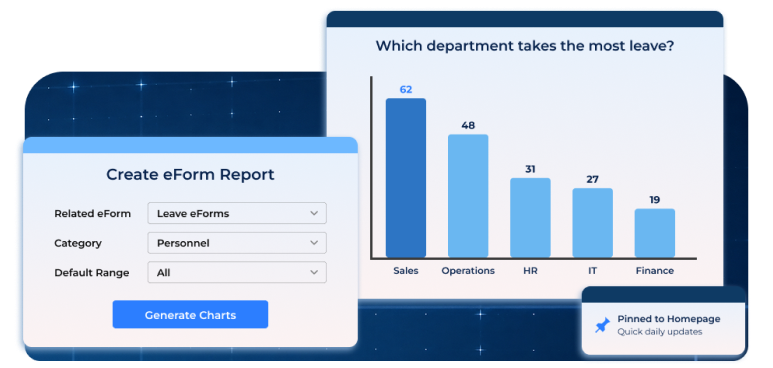 Which department takes the most leave?
62
48
31
27
19
Sales Operations HR IT Finance
Create eForm Report
Related eForm Leave eForms
Category Personnel
Default Range All
Generate Charts
Pinned to Homepage
Quick daily updates